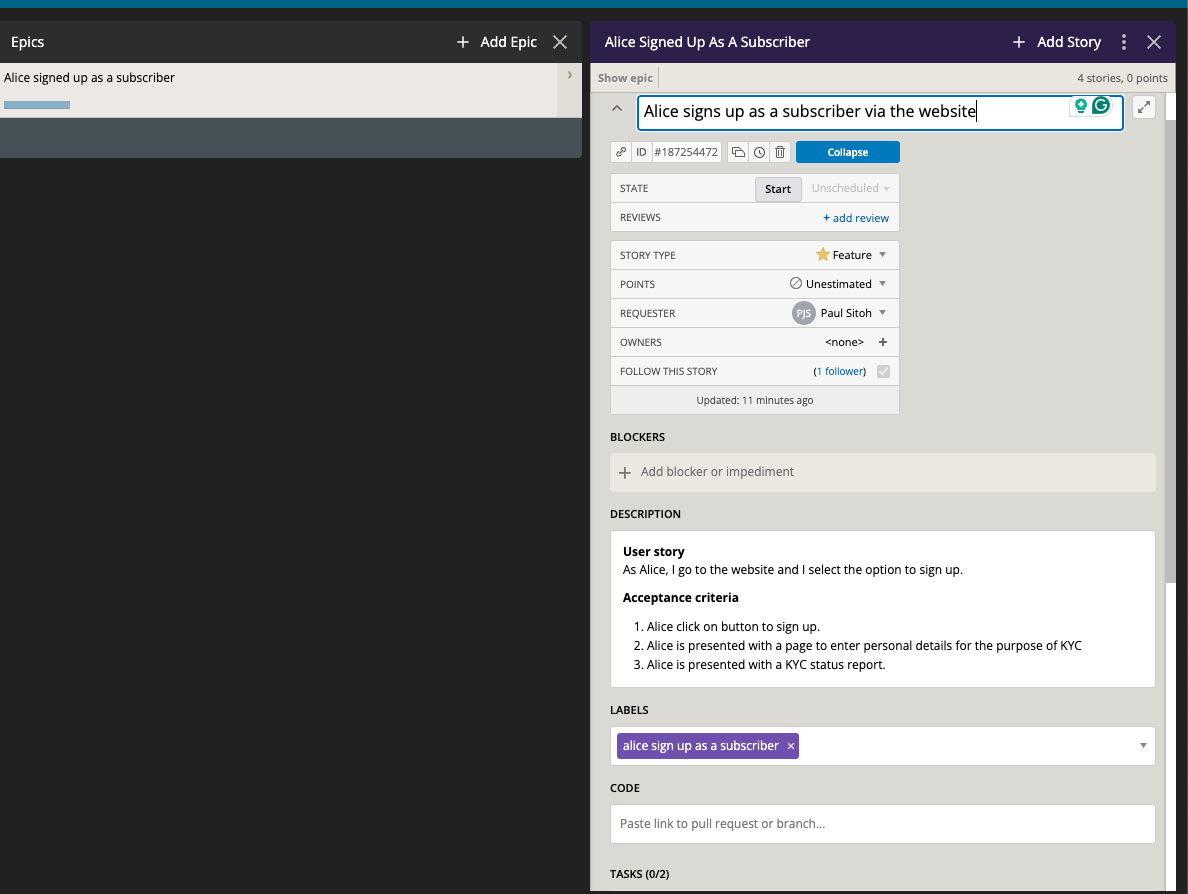 Epics
+ Add Epic
Alice signed up as a subscriber
Alice Signed Up As A Subscriber
+ Add Story
Show epic
4 stories, 0 points
Alice signs up as a subscriber via the website
ID #187254472
Collapse
STATE Start Unscheduled
REVIEWS + add review
STORY TYPE Feature
POINTS Unestimated
REQUESTER PJS Paul Sitoh
OWNERS <none> +
FOLLOW THIS STORY (1 follower)
Updated: 11 minutes ago
BLOCKERS
+ Add blocker or impediment
DESCRIPTION
User story
As Alice, I go to the website and I select the option to sign up.
Acceptance criteria
1. Alice click on button to sign up.
2. Alice is presented with a page to enter personal details for the purpose of KYC
3. Alice is presented with a KYC status report.
LABELS
alice sign up as a subscriber ×
CODE
Paste link to pull request or branch...
TASKS (0/2)